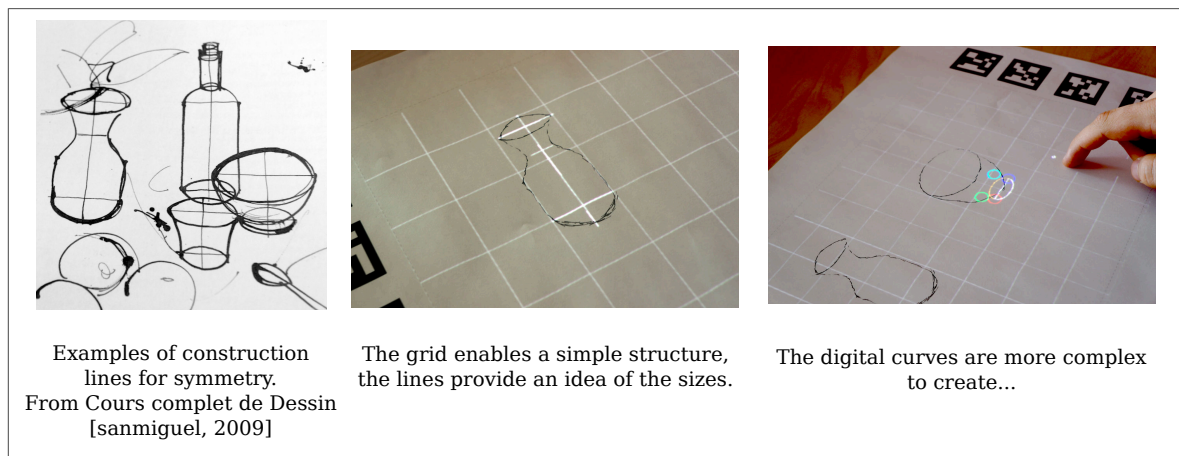 Examples of construction
lines for symmetry.
From Cours complet de Dessin
[sanmiguel, 2009]
The grid enables a simple structure,
the lines provide an idea of the sizes.
The digital curves are more complex
to create...